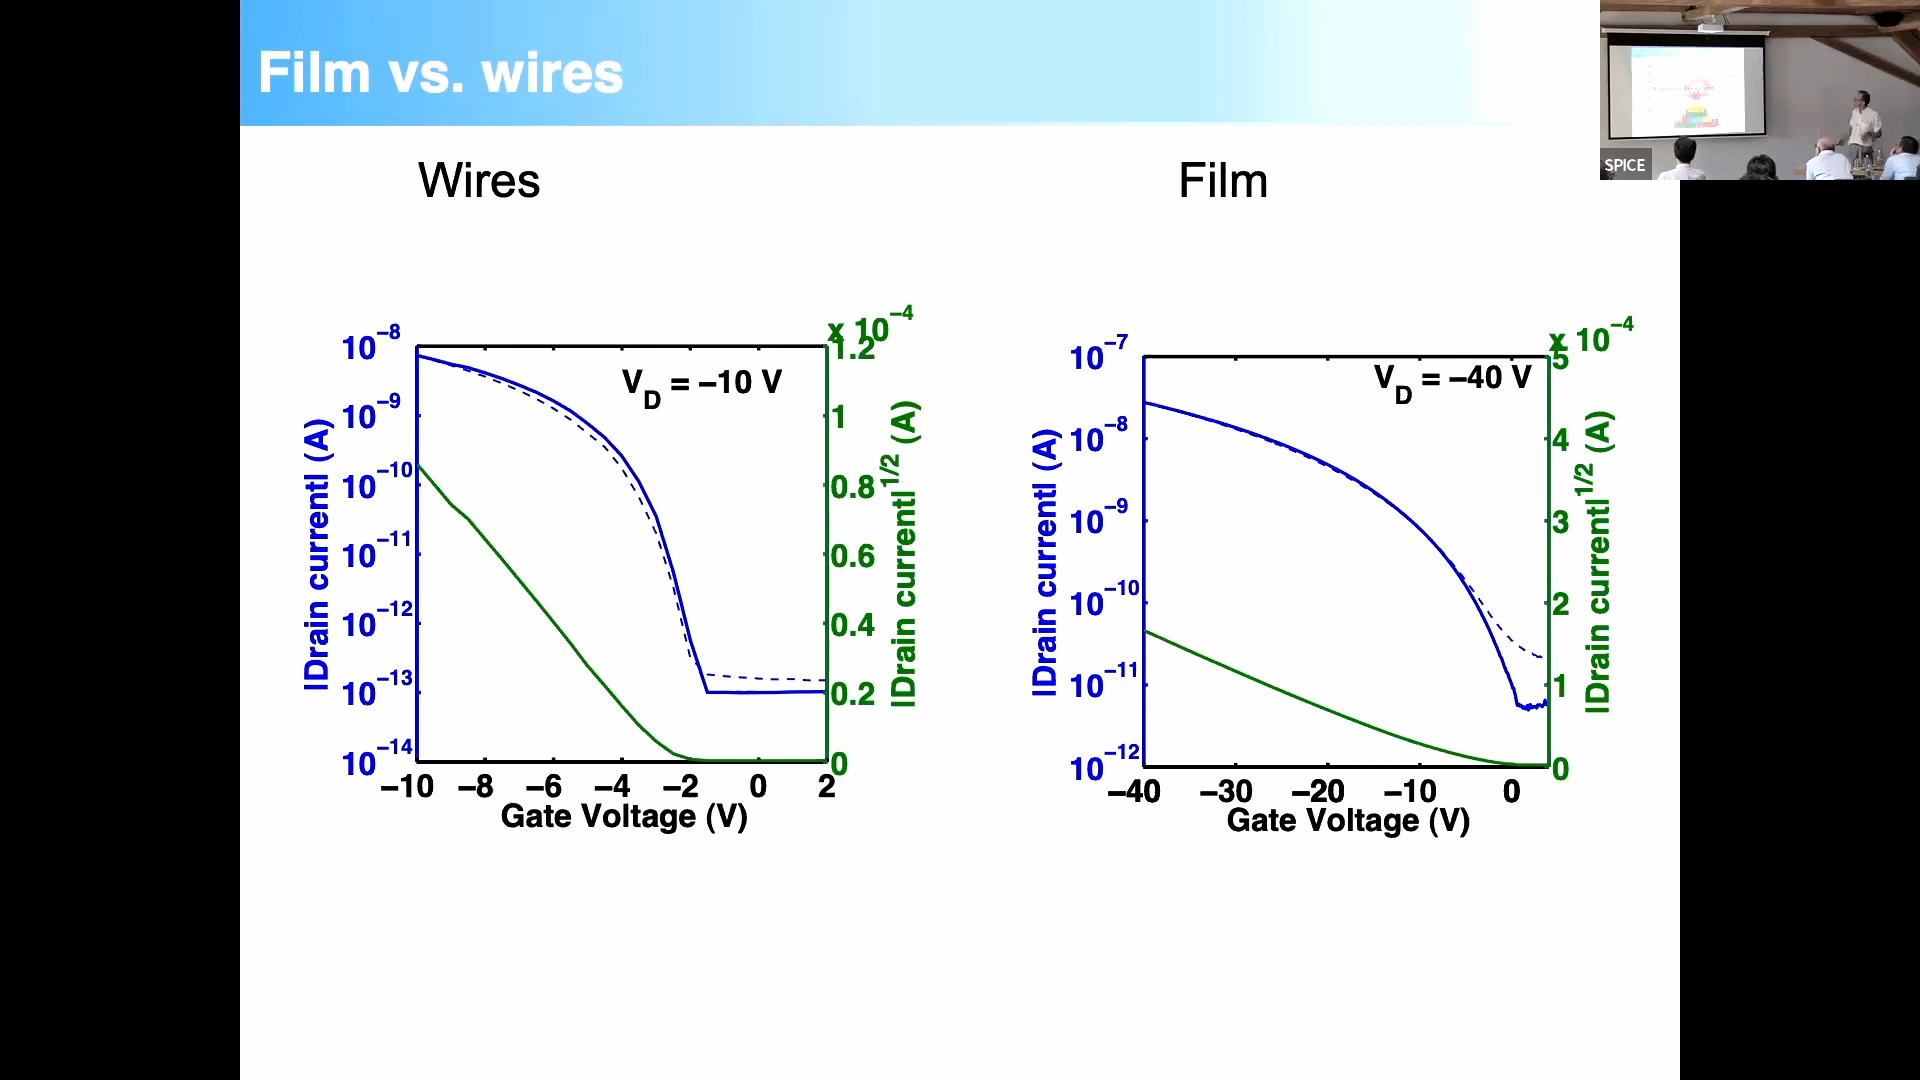 Film vs. wires
SPICE
Wires
Film
x 10−4
1.2
1
0.8
0.6
0.4
0.2
0
10−8
10−9
10−10
10−11
10−12
10−13
10−14
VD = −10 V
|Drain current| (A)
|Drain current|1/2 (A)
−10 −8 −6 −4 −2 0 2
Gate Voltage (V)
x 10−4
5
4
3
2
1
0
10−7
10−8
10−9
10−10
10−11
10−12
VD = −40 V
|Drain current| (A)
|Drain current|1/2 (A)
−40 −30 −20 −10 0
Gate Voltage (V)